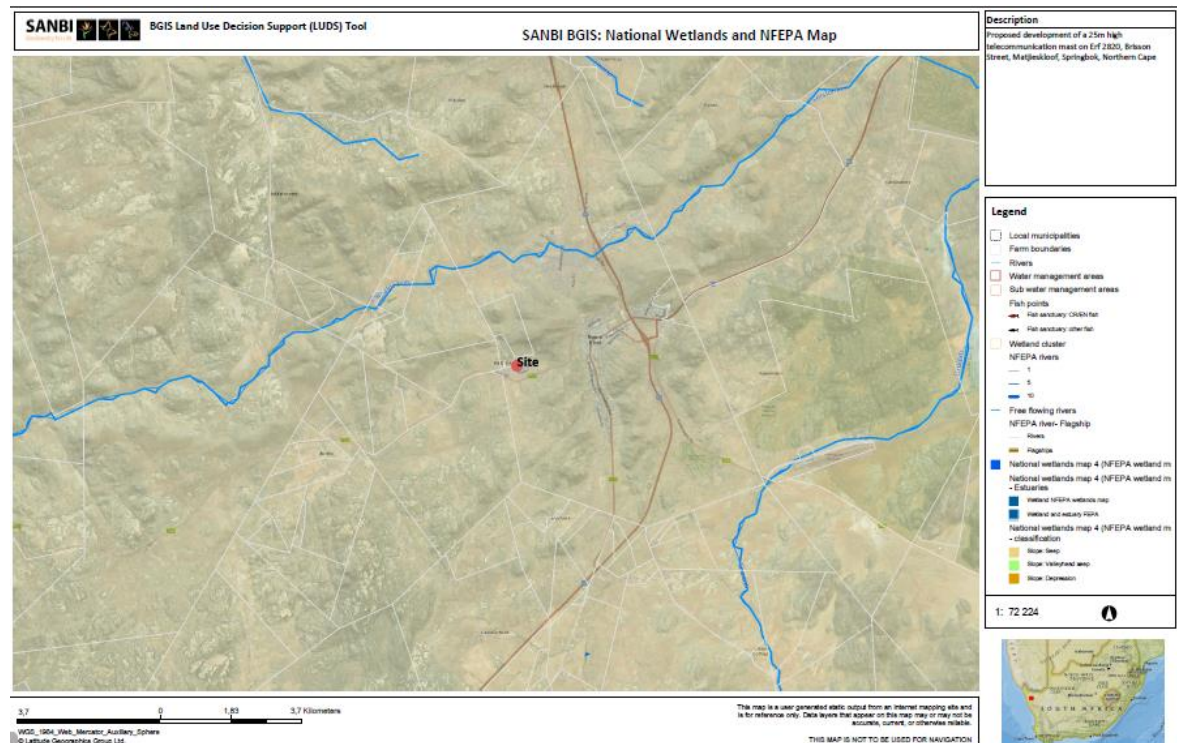 SANBI
BGIS Land Use Decision Support (LUDS) Tool
SANBI BGIS: National Wetlands and NFEPA Map
Description
Proposed development of a 25m high
telecommunication mast on Erf 2820, Brisson
Street, Matjieskloof, Springbok, Northern Cape
Site
Legend
Local municipalities
Farm boundaries
Rivers
Water management areas
Sub water management areas
Fish points
Fish sanctuary: CR/EN fish
Fish sanctuary: other fish
Wetland cluster
NFEPA rivers
1
5
10
Free flowing rivers
NFEPA river- Flagship
Rivers
Flagships
National wetlands map 4 (NFEPA wetland m
National wetlands map 4 (NFEPA wetland m
- Estuaries
Wetland NFEPA wetlands map
Wetland and estuary FEPA
National wetlands map 4 (NFEPA wetland m
- classification
Slope: Seep
Slope: Valleyhead seep
Slope: Depression
1: 72 224
SOUTH AFRICA
3,7 0 1,83 3,7 Kilometers
WGS_1984_Web_Mercator_Auxiliary_Sphere
© Latitude Geographics Group Ltd.
This map is a user generated static output from an Internet mapping site and
is for reference only. Data layers that appear on this map may or may not be
accurate, current, or otherwise reliable.
THIS MAP IS NOT TO BE USED FOR NAVIGATION